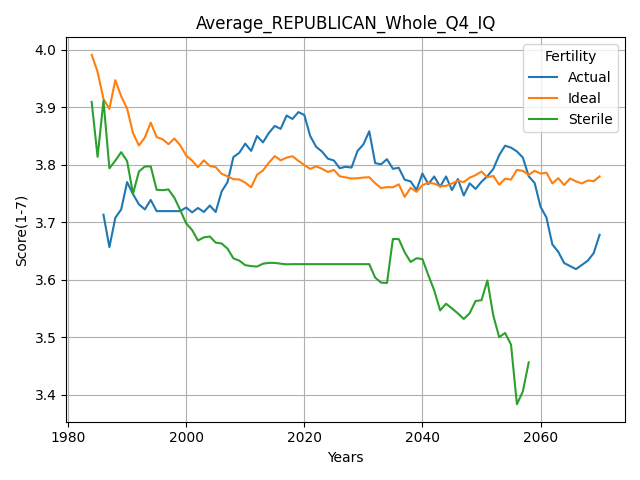 Average_REPUBLICAN_Whole_Q4_IQ
Fertility
Actual
Ideal
Sterile
Score(1-7)
4.0
3.9
3.8
3.7
3.6
3.5
3.4
1980
2000
2020
2040
2060
Years